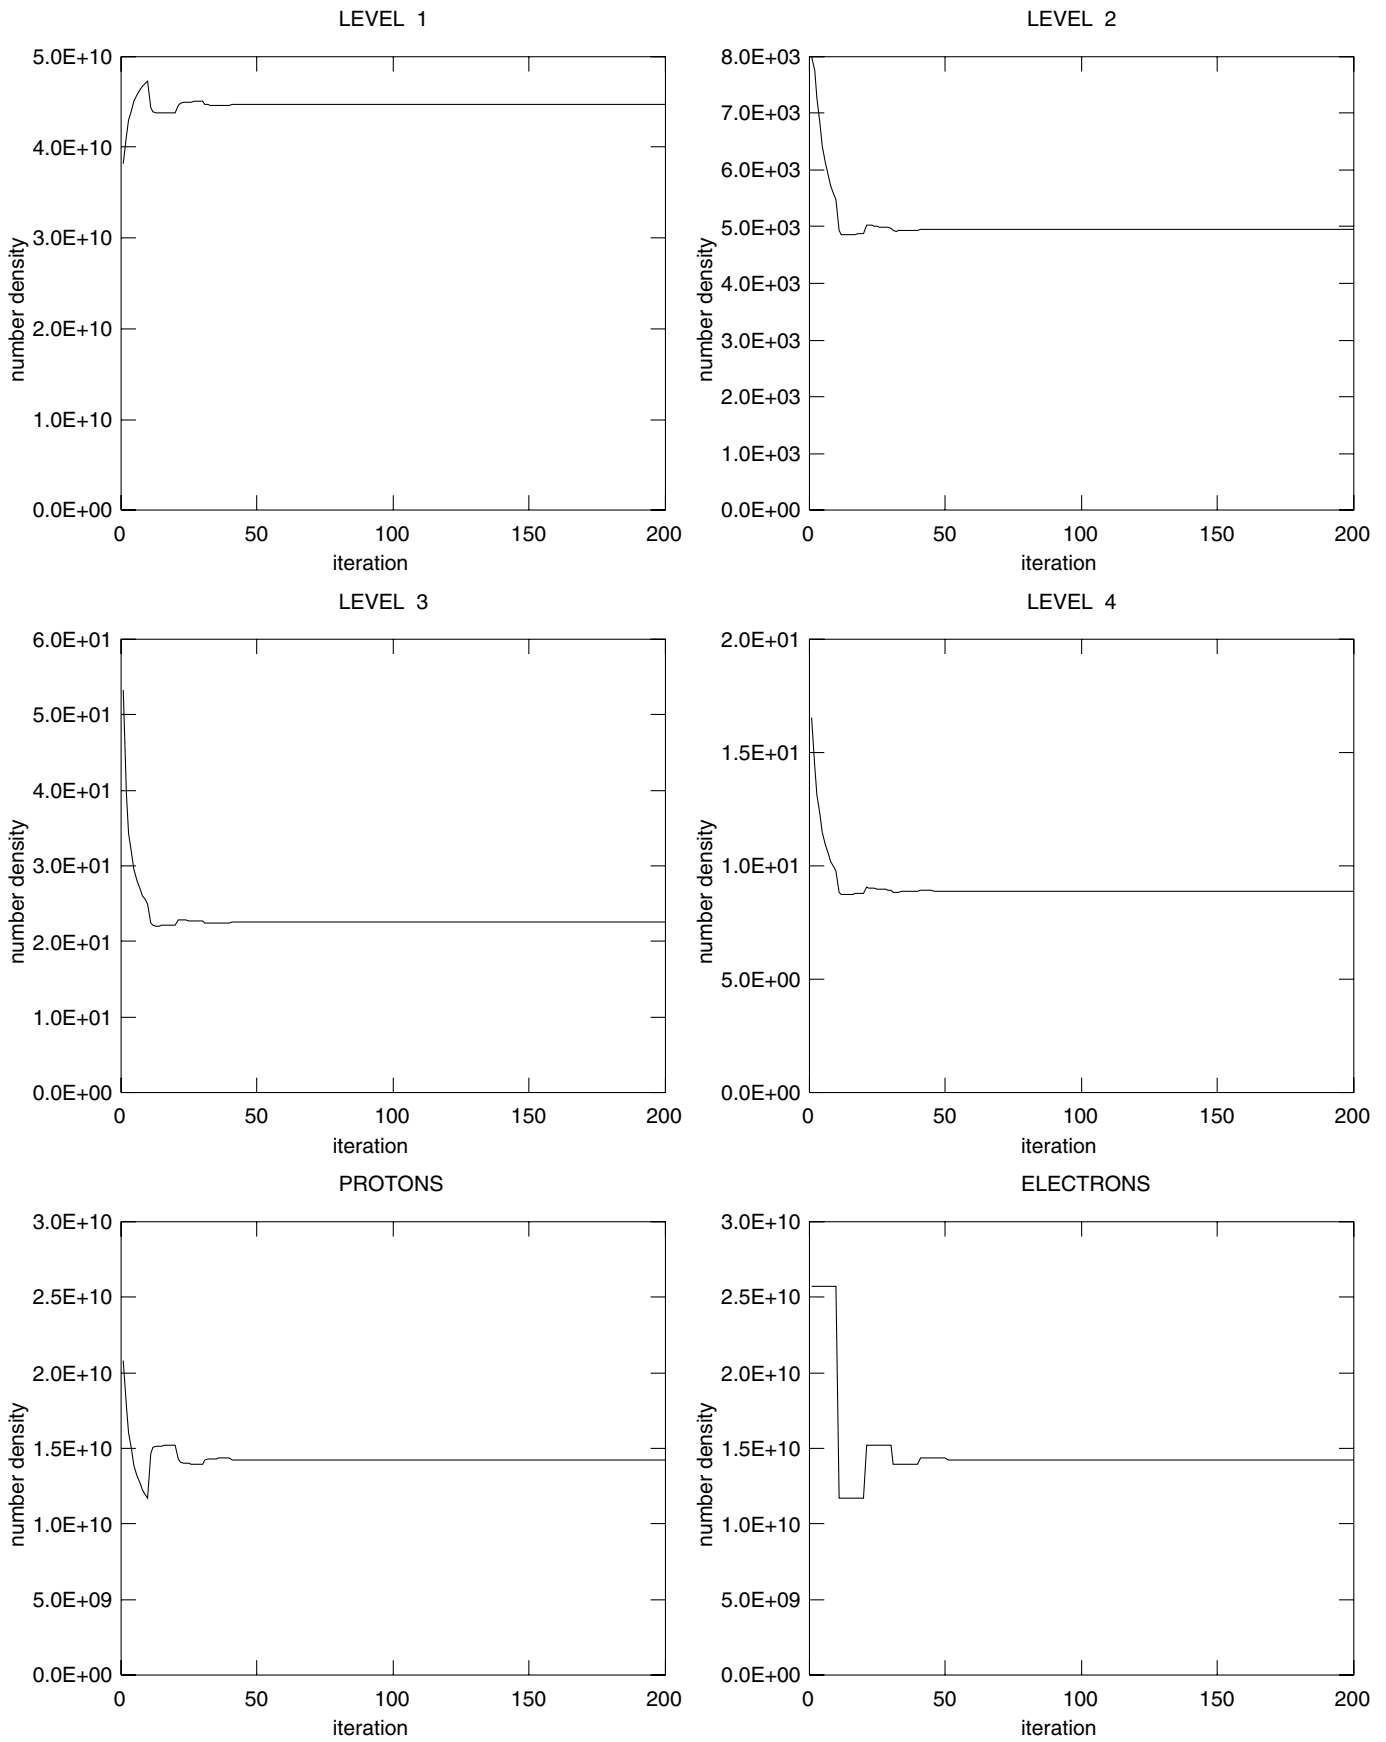 LEVEL 1
5.0E+10
4.0E+10
3.0E+10
2.0E+10
1.0E+10
0.0E+00
number density
0 50 100 150 200
iteration
LEVEL 2
8.0E+03
7.0E+03
6.0E+03
5.0E+03
4.0E+03
3.0E+03
2.0E+03
1.0E+03
0.0E+00
number density
0 50 100 150 200
iteration
LEVEL 3
6.0E+01
5.0E+01
4.0E+01
3.0E+01
2.0E+01
1.0E+01
0.0E+00
number density
0 50 100 150 200
iteration
LEVEL 4
2.0E+01
1.5E+01
1.0E+01
5.0E+00
0.0E+00
number density
0 50 100 150 200
iteration
PROTONS
3.0E+10
2.5E+10
2.0E+10
1.5E+10
1.0E+10
5.0E+09
0.0E+00
number density
0 50 100 150 200
iteration
ELECTRONS
3.0E+10
2.5E+10
2.0E+10
1.5E+10
1.0E+10
5.0E+09
0.0E+00
number density
0 50 100 150 200
iteration